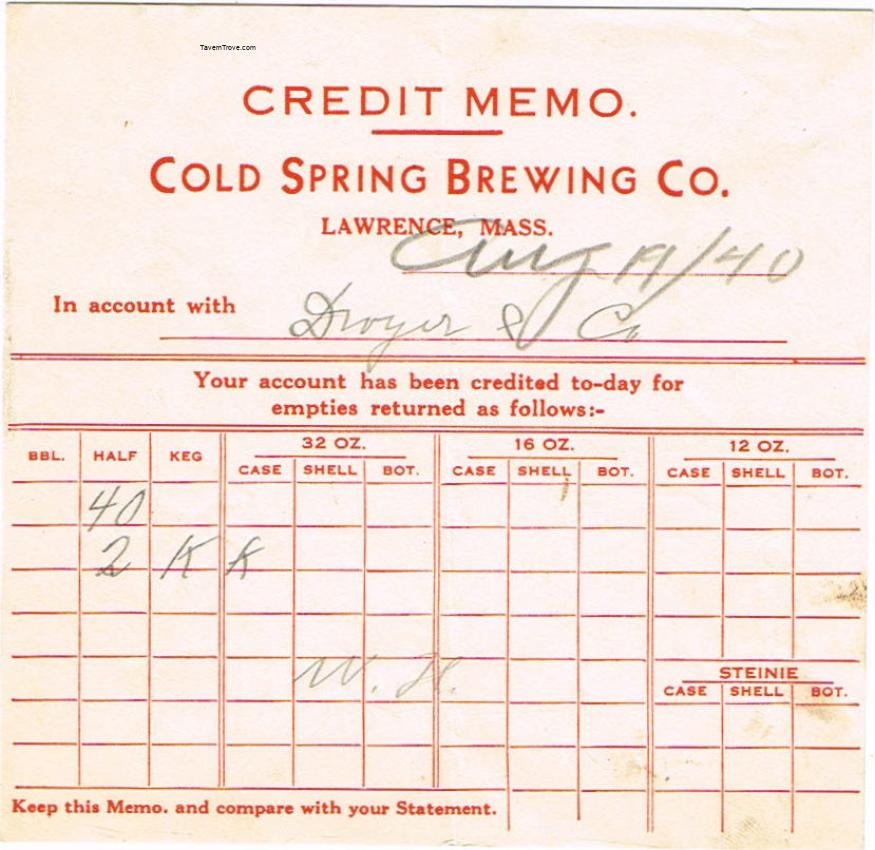 TavernTrove.com
CREDIT MEMO.
COLD SPRING BREWING CO.
LAWRENCE, MASS.
Aug 19/40
In account with Dwyer & Co
Your account has been credited to-day for
empties returned as follows:-
BBL. HALF KEG 32 OZ. 16 OZ. 12 OZ.
CASE SHELL BOT. CASE SHELL BOT. CASE SHELL BOT.
40
2 K K
W. H.
STEINIE
CASE SHELL BOT.
Keep this Memo. and compare with your Statement.